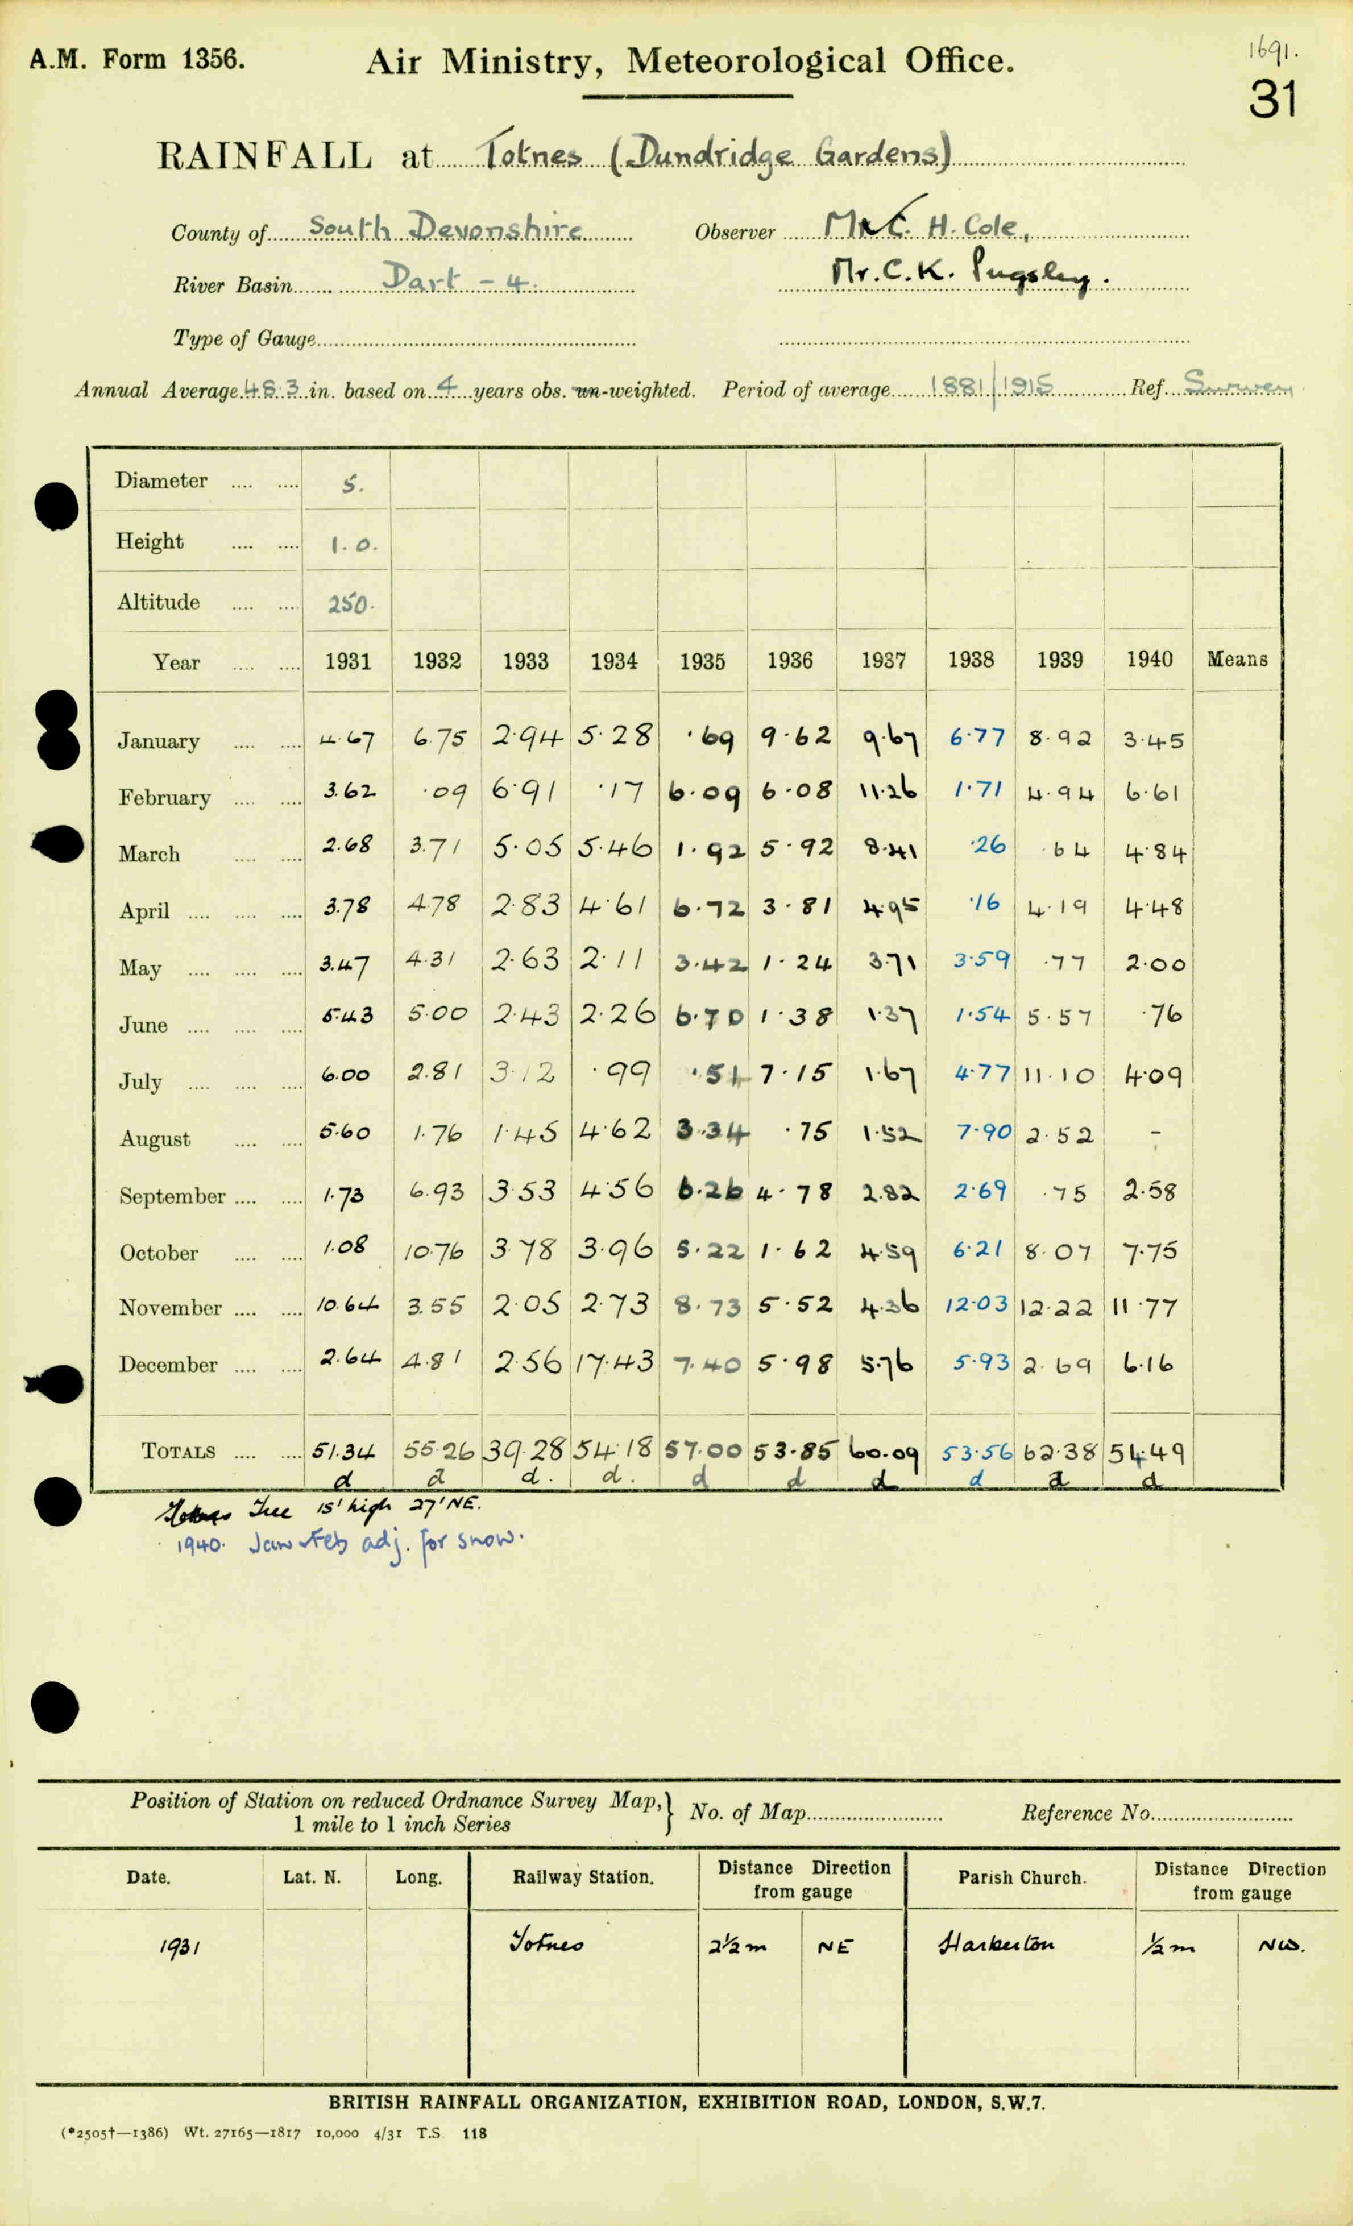 A.M. Form 1356. Air Ministry, Meteorological Office. 1691.
31
RAINFALL at Totnes (Dundridge Gardens)
County of South Devonshire Observer Mr C. H. Cole,
River Basin Dart - 4. Mr. C. K. Pugsley.
Type of Gauge
Annual Average 48.3 in. based on 4 years obs. un-weighted. Period of average 1881/1915 Ref. Survey
Diameter 5.
Height 1.0.
Altitude 250.
Year 1931 1932 1933 1934 1935 1936 1937 1938 1939 1940 Means
January 4.67 6.75 2.94 5.28 .69 9.62 9.67 6.77 8.92 3.45
February 3.62 .09 6.91 .17 6.09 6.08 11.26 1.71 4.94 6.61
March 2.68 3.71 5.05 5.46 1.92 5.92 8.41 .26 .64 4.84
April 3.78 4.78 2.83 4.61 6.72 3.81 4.95 .16 4.19 4.48
May 3.47 4.31 2.63 2.11 3.42 1.24 3.71 3.59 .77 2.00
June 5.43 5.00 2.43 2.26 6.70 1.38 1.37 1.54 5.57 .76
July 6.00 2.81 3.12 .99 .51 7.15 1.67 4.77 11.10 4.09
August 5.60 1.76 1.45 4.62 3.34 .75 1.52 7.90 2.52 -
September 1.73 6.93 3.53 4.56 6.26 4.78 2.82 2.69 .75 2.58
October 1.08 10.76 3.78 3.96 5.22 1.62 4.59 6.21 8.07 7.75
November 10.64 3.55 2.05 2.73 8.73 5.52 4.36 12.03 12.22 11.77
December 2.64 4.81 2.56 17.43 7.40 5.98 5.76 5.93 2.69 6.16
TOTALS 51.34 55.26 39.28 54.18 57.00 53.85 60.09 53.56 62.38 54.49
d d d. d. d d d d d d
Tree 15' high 27' NE.
1940. Jan + Feb adj. for snow.
Position of Station on reduced Ordnance Survey Map, } No. of Map Reference No.
1 mile to 1 inch Series
Date. Lat. N. Long. Railway Station. Distance Direction from gauge Parish Church. Distance Direction from gauge
1931 Totnes 2½ m NE Harberton ½ m NW.
BRITISH RAINFALL ORGANIZATION, EXHIBITION ROAD, LONDON, S.W.7.
(*2505†—1386) Wt. 27165—1817 10,000 4/31 T.S. 118